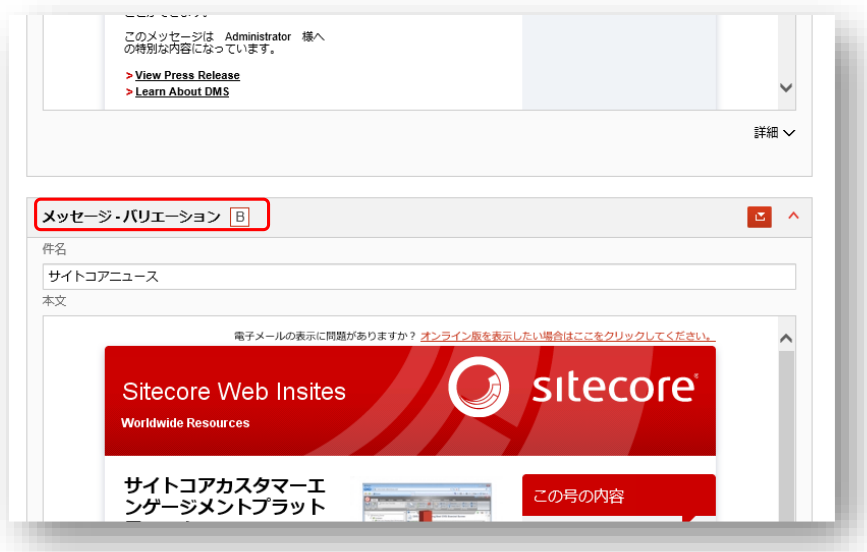 このメッセージは Administrator 様へ
の特別な内容になっています。
> View Press Release
> Learn About DMS
詳細
メッセージ - バリエーション B
件名
サイトコアニュース
本文
電子メールの表示に問題がありますか？ オンライン版を表示したい場合はここをクリックしてください。
Sitecore Web Insites
sitecore
Worldwide Resources
サイトコアカスタマーエ
ンゲージメントプラット
この号の内容